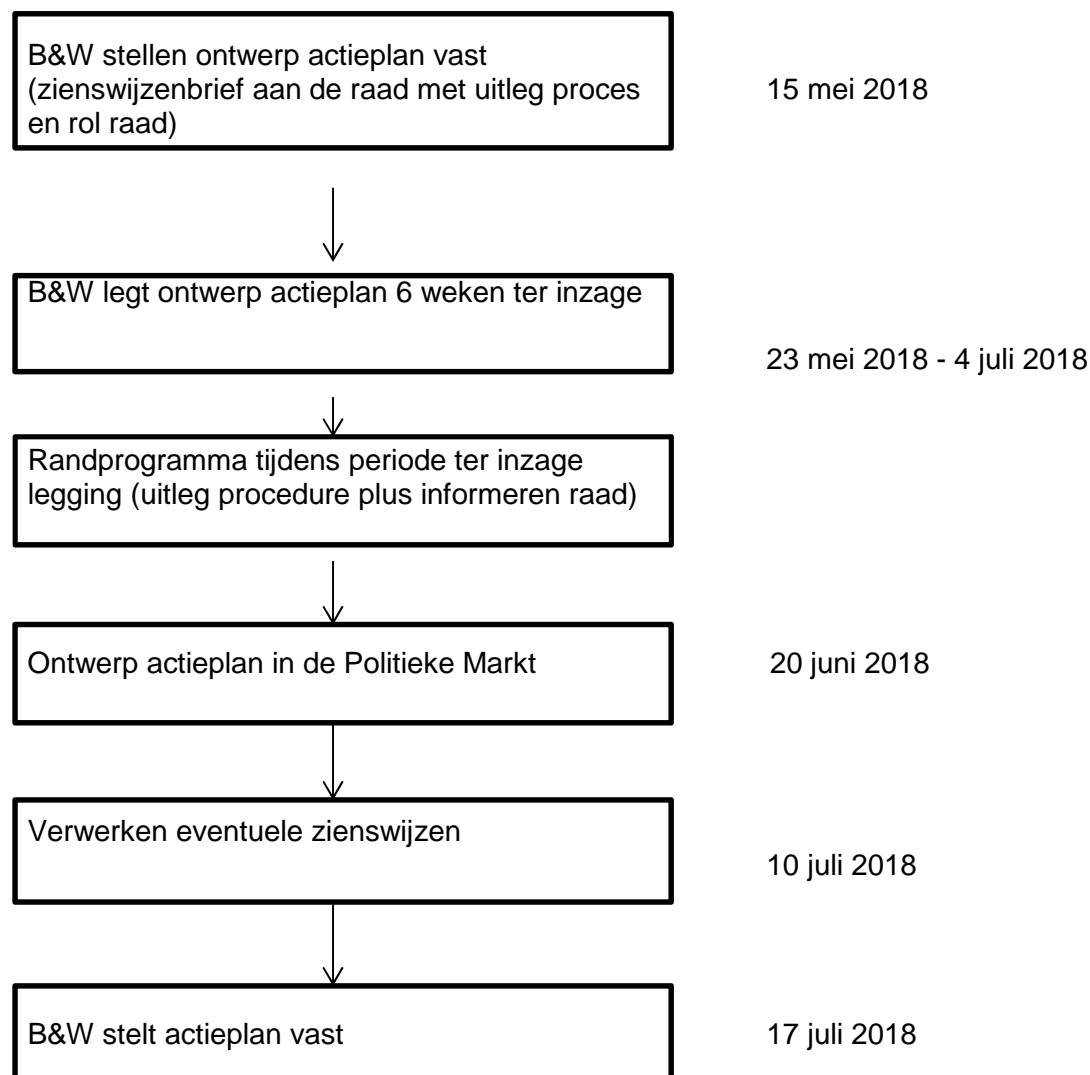 B&W stellen ontwerp actieplan vast
(zienswijzenbrief aan de raad met uitleg proces
en rol raad)
15 mei 2018
B&W legt ontwerp actieplan 6 weken ter inzage
23 mei 2018 - 4 juli 2018
Randprogramma tijdens periode ter inzage
legging (uitleg procedure plus informeren raad)
Ontwerp actieplan in de Politieke Markt
20 juni 2018
Verwerken eventuele zienswijzen
10 juli 2018
B&W stelt actieplan vast
17 juli 2018